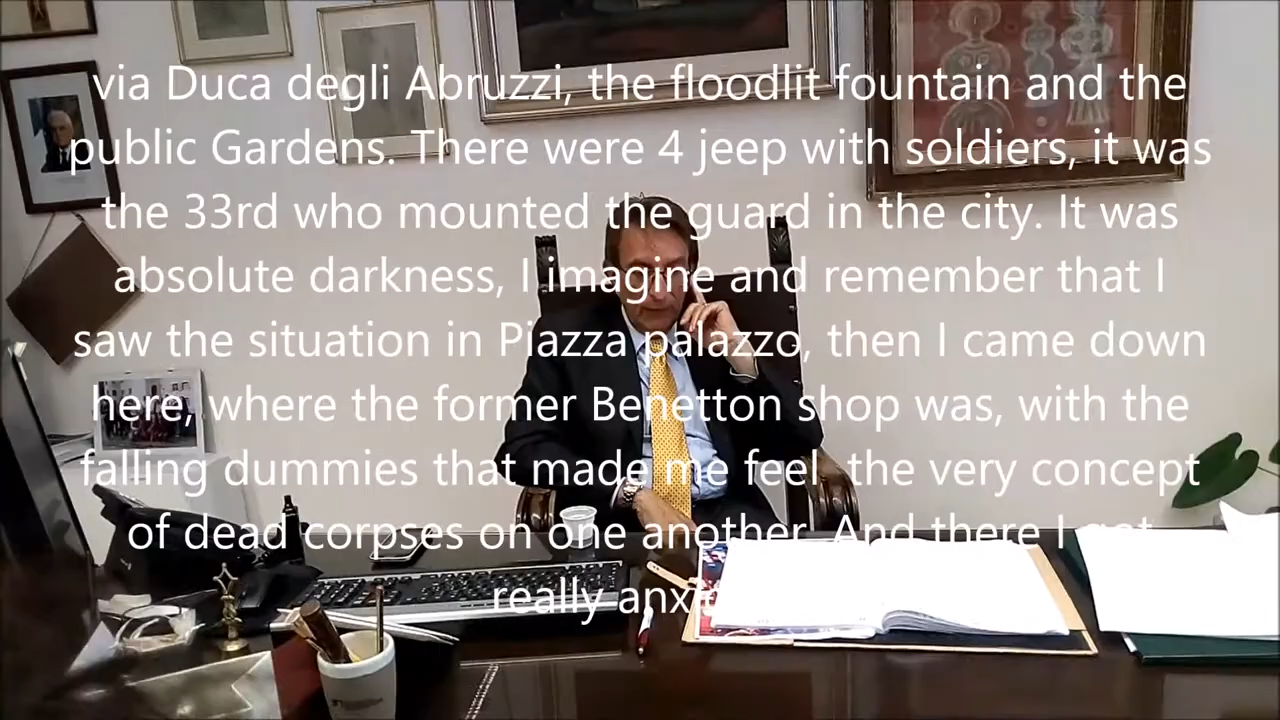 via Duca degli Abruzzi, the floodlit fountain and the
public Gardens. There were 4 jeep with soldiers, it was
the 33rd who mounted the guard in the city. It was
absolute darkness, I imagine and remember that I
saw the situation in Piazza palazzo, then I came down
here, where the former Benetton shop was, with the
falling dummies that made me feel the very concept
of dead corpses on one another. And there I got
really